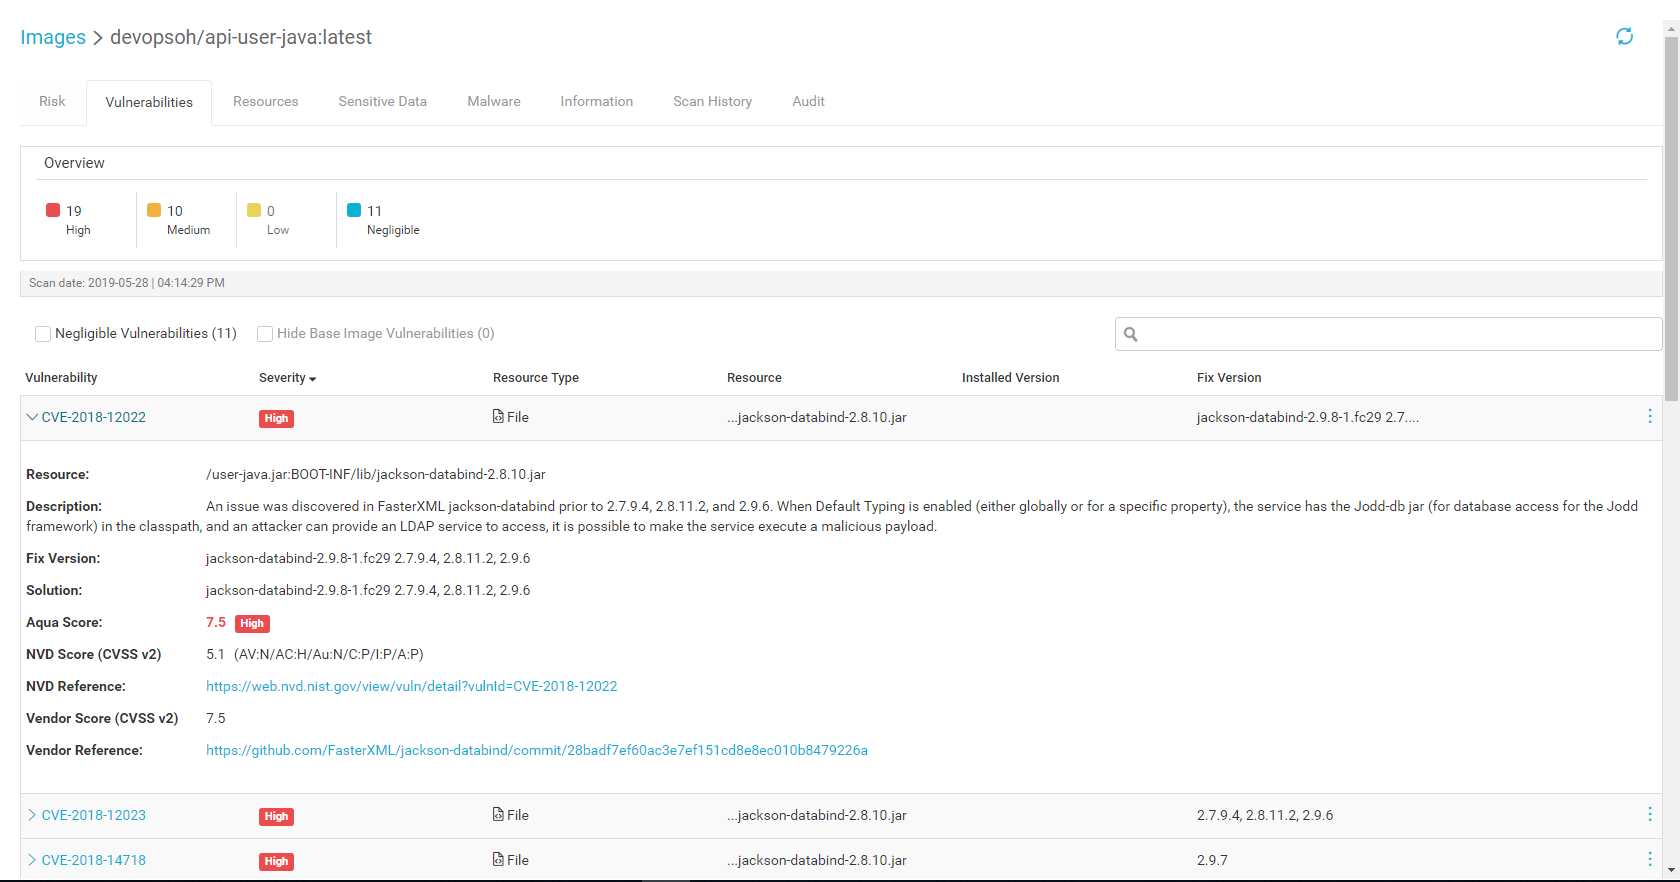 Images > devopsoh/api-user-java:latest
Risk Vulnerabilities Resources Sensitive Data Malware Information Scan History Audit
Overview
19 10 0 11
High Medium Low Negligible
Scan date: 2019-05-28 | 04:14:29 PM
Negligible Vulnerabilities (11) Hide Base Image Vulnerabilities (0)
Vulnerability Severity Resource Type Resource Installed Version Fix Version
CVE-2018-12022 High File ...jackson-databind-2.8.10.jar jackson-databind-2.9.8-1.fc29 2.7....
Resource: /user-java.jar:BOOT-INF/lib/jackson-databind-2.8.10.jar
Description: An issue was discovered in FasterXML jackson-databind prior to 2.7.9.4, 2.8.11.2, and 2.9.6. When Default Typing is enabled (either globally or for a specific property), the service has the Jodd-db jar (for database access for the Jodd
framework) in the classpath, and an attacker can provide an LDAP service to access, it is possible to make the service execute a malicious payload.
Fix Version: jackson-databind-2.9.8-1.fc29 2.7.9.4, 2.8.11.2, 2.9.6
Solution: jackson-databind-2.9.8-1.fc29 2.7.9.4, 2.8.11.2, 2.9.6
Aqua Score: 7.5 High
NVD Score (CVSS v2) 5.1 (AV:N/AC:H/Au:N/C:P/I:P/A:P)
NVD Reference: https://web.nvd.nist.gov/view/vuln/detail?vulnId=CVE-2018-12022
Vendor Score (CVSS v2) 7.5
Vendor Reference: https://github.com/FasterXML/jackson-databind/commit/28badf7ef60ac3e7ef151cd8e8ec010b8479226a
CVE-2018-12023 High File ...jackson-databind-2.8.10.jar 2.7.9.4, 2.8.11.2, 2.9.6
CVE-2018-14718 High File ...jackson-databind-2.8.10.jar 2.9.7